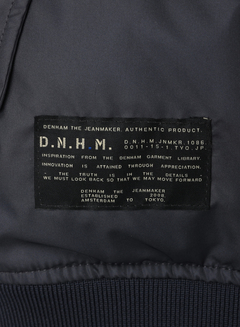 DENHAM THE JEANMAKER. AUTHENTIC PRODUCT.
D.N.H.M. D.N.H.M.JNMKR.1006.
0011-TS-1.TYO.JP
INSPIRATION FROM THE DENHAM GARMENT LIBRARY.
INNOVATION IS ATTAINED THROUGH APPRECIATION.
- THE TRUTH IS IN THE DETAILS -
WE MUST LOOK BACK SO THAT WE MAY MOVE FORWARD
DENHAM THE JEANMAKER
ESTABLISHED 2008.
AMSTERDAM TO TOKYO.